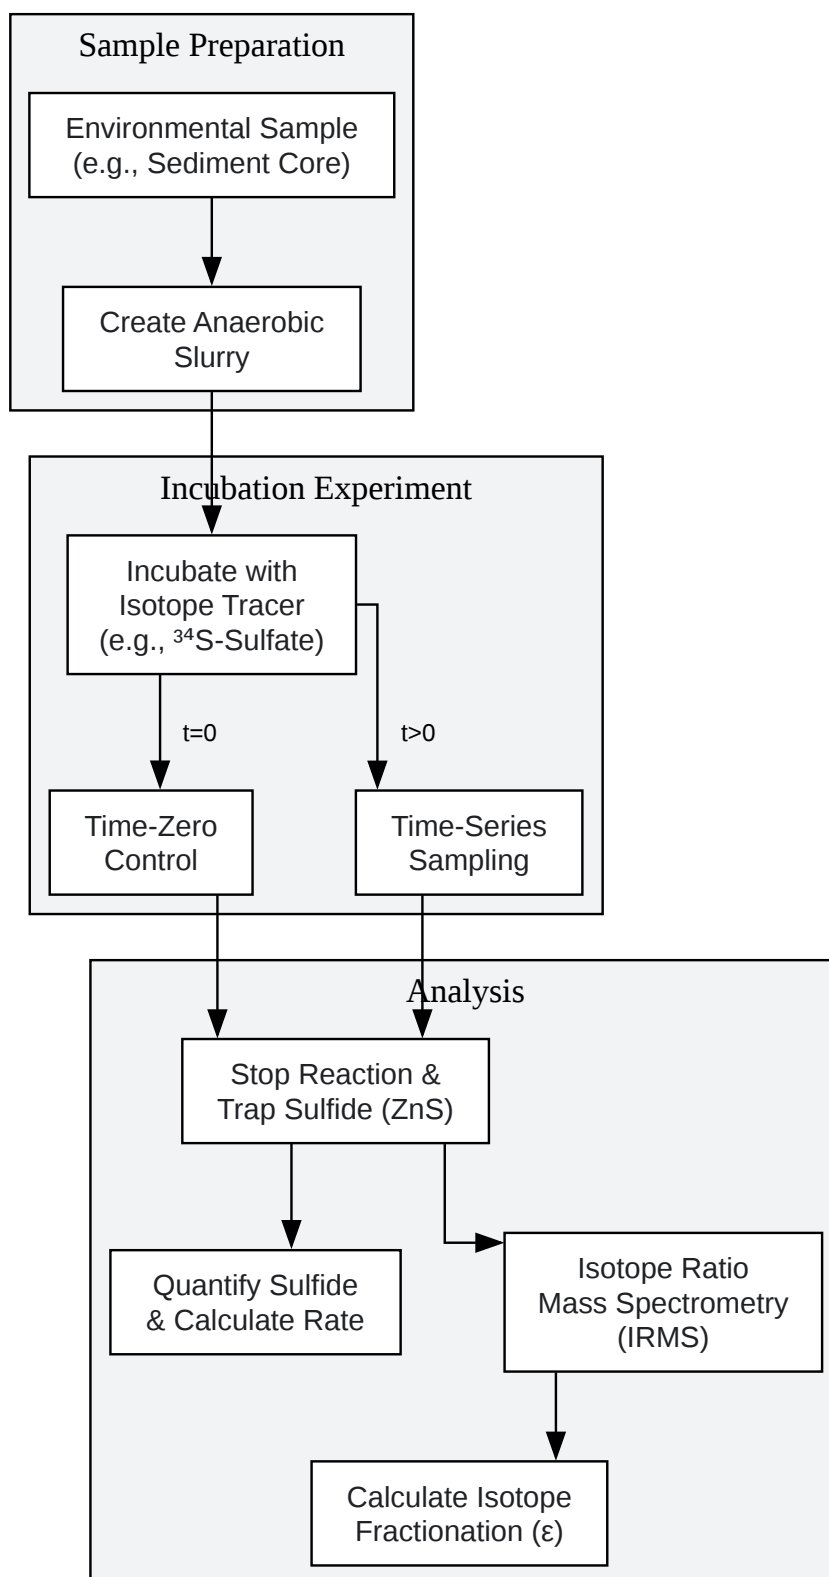 Sample Preparation
Environmental Sample
(e.g., Sediment Core)
Create Anaerobic
Slurry
Incubation Experiment
Incubate with
Isotope Tracer
(e.g., ³⁴S-Sulfate)
t=0
t>0
Time-Zero
Control
Time-Series
Sampling
Analysis
Stop Reaction &
Trap Sulfide (ZnS)
Quantify Sulfide
& Calculate Rate
Isotope Ratio
Mass Spectrometry
(IRMS)
Calculate Isotope
Fractionation (ε)